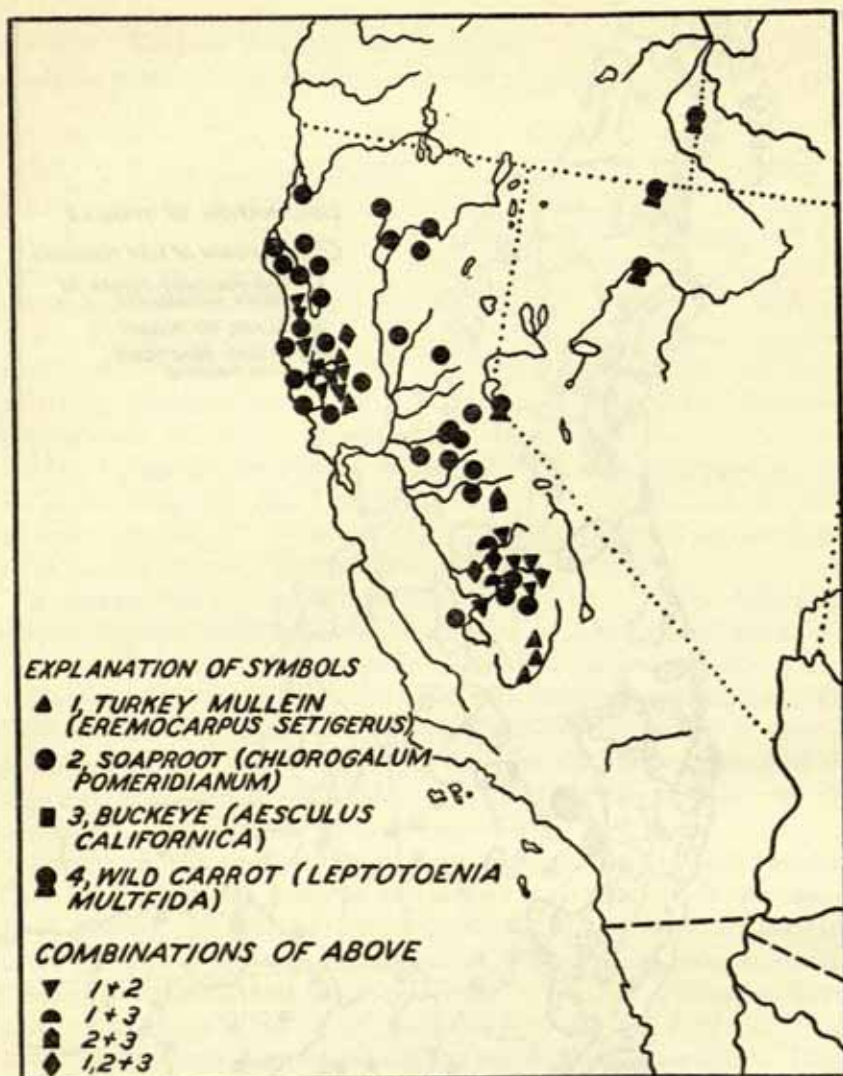 EXPLANATION OF SYMBOLS
1, TURKEY MULLEIN
(EREMOCARPUS SETIGERUS)
2, SOAPROOT (CHLOROGALUM
POMERIDIANUM)
3, BUCKEYE (AESCULUS
CALIFORNICA)
4, WILD CARROT (LEPTOTOENIA
MULTFIDA)
COMBINATIONS OF ABOVE
1+2
1+3
2+3
1,2+3